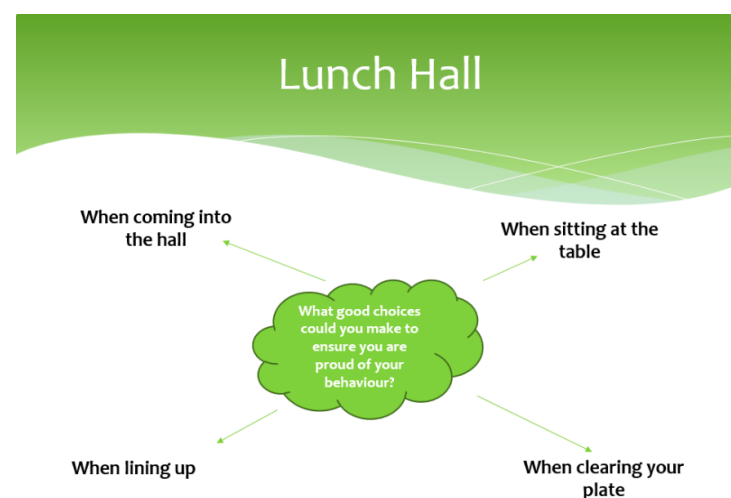 Lunch Hall
When coming into
the hall
When sitting at the
table
What good choices
could you make to
ensure you are
proud of your
behaviour?
When lining up
When clearing your
plate